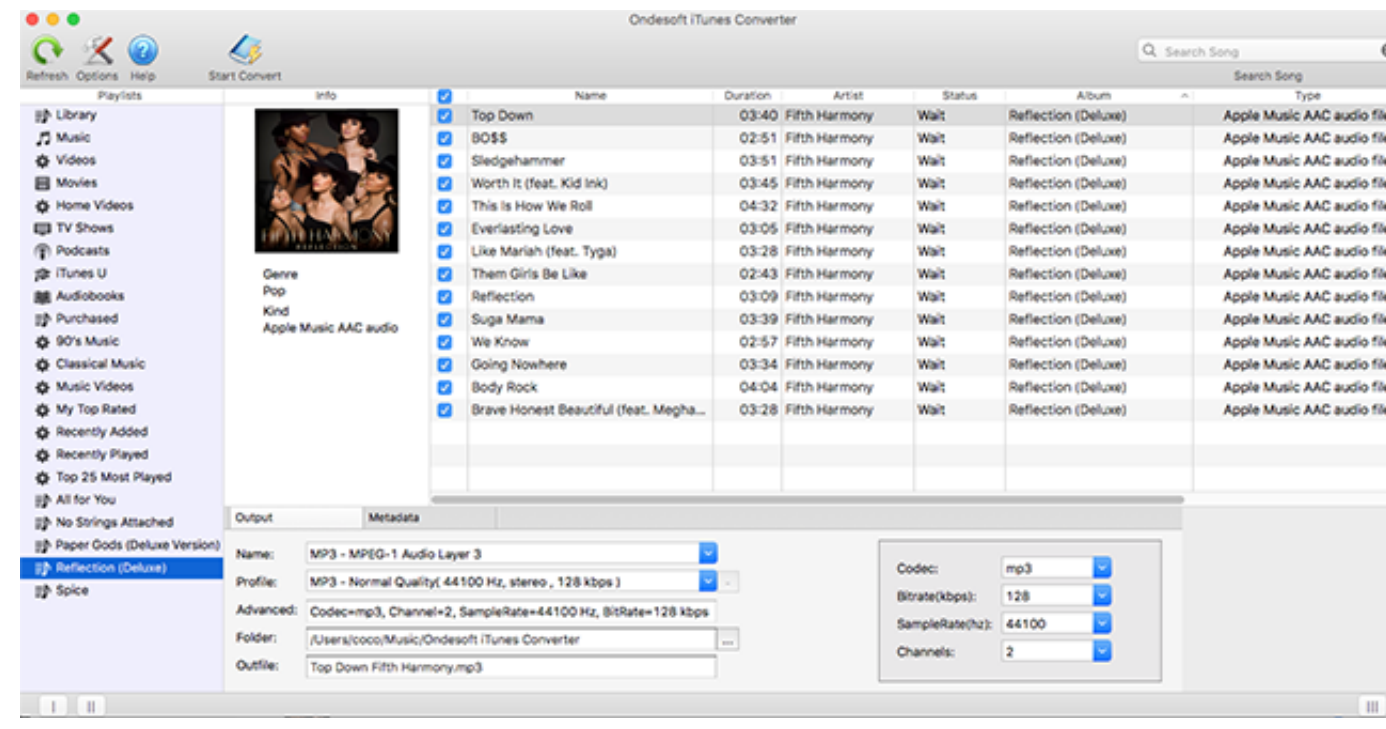 Ondesoft iTunes Converter
Refresh Options Help Start Convert
Search Song
Search Song
Playlists Info Name Duration Artist Status Album Type
Library
Music
Videos
Movies
Home Videos
TV Shows
Podcasts
iTunes U
Audiobooks
Purchased
90's Music
Classical Music
Music Videos
My Top Rated
Recently Added
Recently Played
Top 25 Most Played
All for You
No Strings Attached
Paper Gods (Deluxe Version)
Reflection (Deluxe)
Spice
FIFTH HARMONY
REFLECTION
Genre
Pop
Kind
Apple Music AAC audio
Top Down 03:40 Fifth Harmony Wait Reflection (Deluxe) Apple Music AAC audio file
BO$$ 02:51 Fifth Harmony Wait Reflection (Deluxe) Apple Music AAC audio file
Sledgehammer 03:51 Fifth Harmony Wait Reflection (Deluxe) Apple Music AAC audio file
Worth It (feat. Kid Ink) 03:45 Fifth Harmony Wait Reflection (Deluxe) Apple Music AAC audio file
This Is How We Roll 04:32 Fifth Harmony Wait Reflection (Deluxe) Apple Music AAC audio file
Everlasting Love 03:05 Fifth Harmony Wait Reflection (Deluxe) Apple Music AAC audio file
Like Mariah (feat. Tyga) 03:28 Fifth Harmony Wait Reflection (Deluxe) Apple Music AAC audio file
Them Girls Be Like 02:43 Fifth Harmony Wait Reflection (Deluxe) Apple Music AAC audio file
Reflection 03:09 Fifth Harmony Wait Reflection (Deluxe) Apple Music AAC audio file
Suga Mama 03:39 Fifth Harmony Wait Reflection (Deluxe) Apple Music AAC audio file
We Know 02:57 Fifth Harmony Wait Reflection (Deluxe) Apple Music AAC audio file
Going Nowhere 03:34 Fifth Harmony Wait Reflection (Deluxe) Apple Music AAC audio file
Body Rock 04:04 Fifth Harmony Wait Reflection (Deluxe) Apple Music AAC audio file
Brave Honest Beautiful (feat. Megha... 03:28 Fifth Harmony Wait Reflection (Deluxe) Apple Music AAC audio file
Output Metadata
Name: MP3 - MPEG-1 Audio Layer 3
Profile: MP3 - Normal Quality( 44100 Hz, stereo , 128 kbps )
Advanced: Codec=mp3, Channel=2, SampleRate=44100 Hz, BitRate=128 kbps
Folder: /Users/coco/Music/Ondesoft iTunes Converter ...
Outfile: Top Down Fifth Harmony.mp3
Codec: mp3
Bitrate(kbps): 128
SampleRate(hz): 44100
Channels: 2